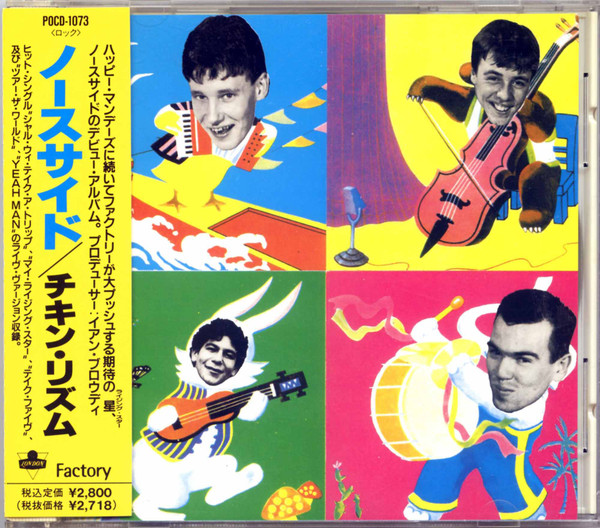 POCD-1073
〈ロック〉
ハッピー・マンデーズに続いてファクトリーが大プッシュする期待の星、
ライジング・スター
ノースサイドのデビュー・アルバム。プロデューサー:イアン・ブロウディ
ノースサイド/チキン・リズム
ヒット・シングル“シャル・ウィ・テイク・ア・トリップ”、“マイ・ライジング・スター”、“テイク・ファイヴ”、
及び“ツアー・ザ・ワールド”、“YEAH MAN”のライヴ・ヴァージョン収録。
LONDON
Factory
税込定価 ¥2,800
(税抜価格 ¥2,718)